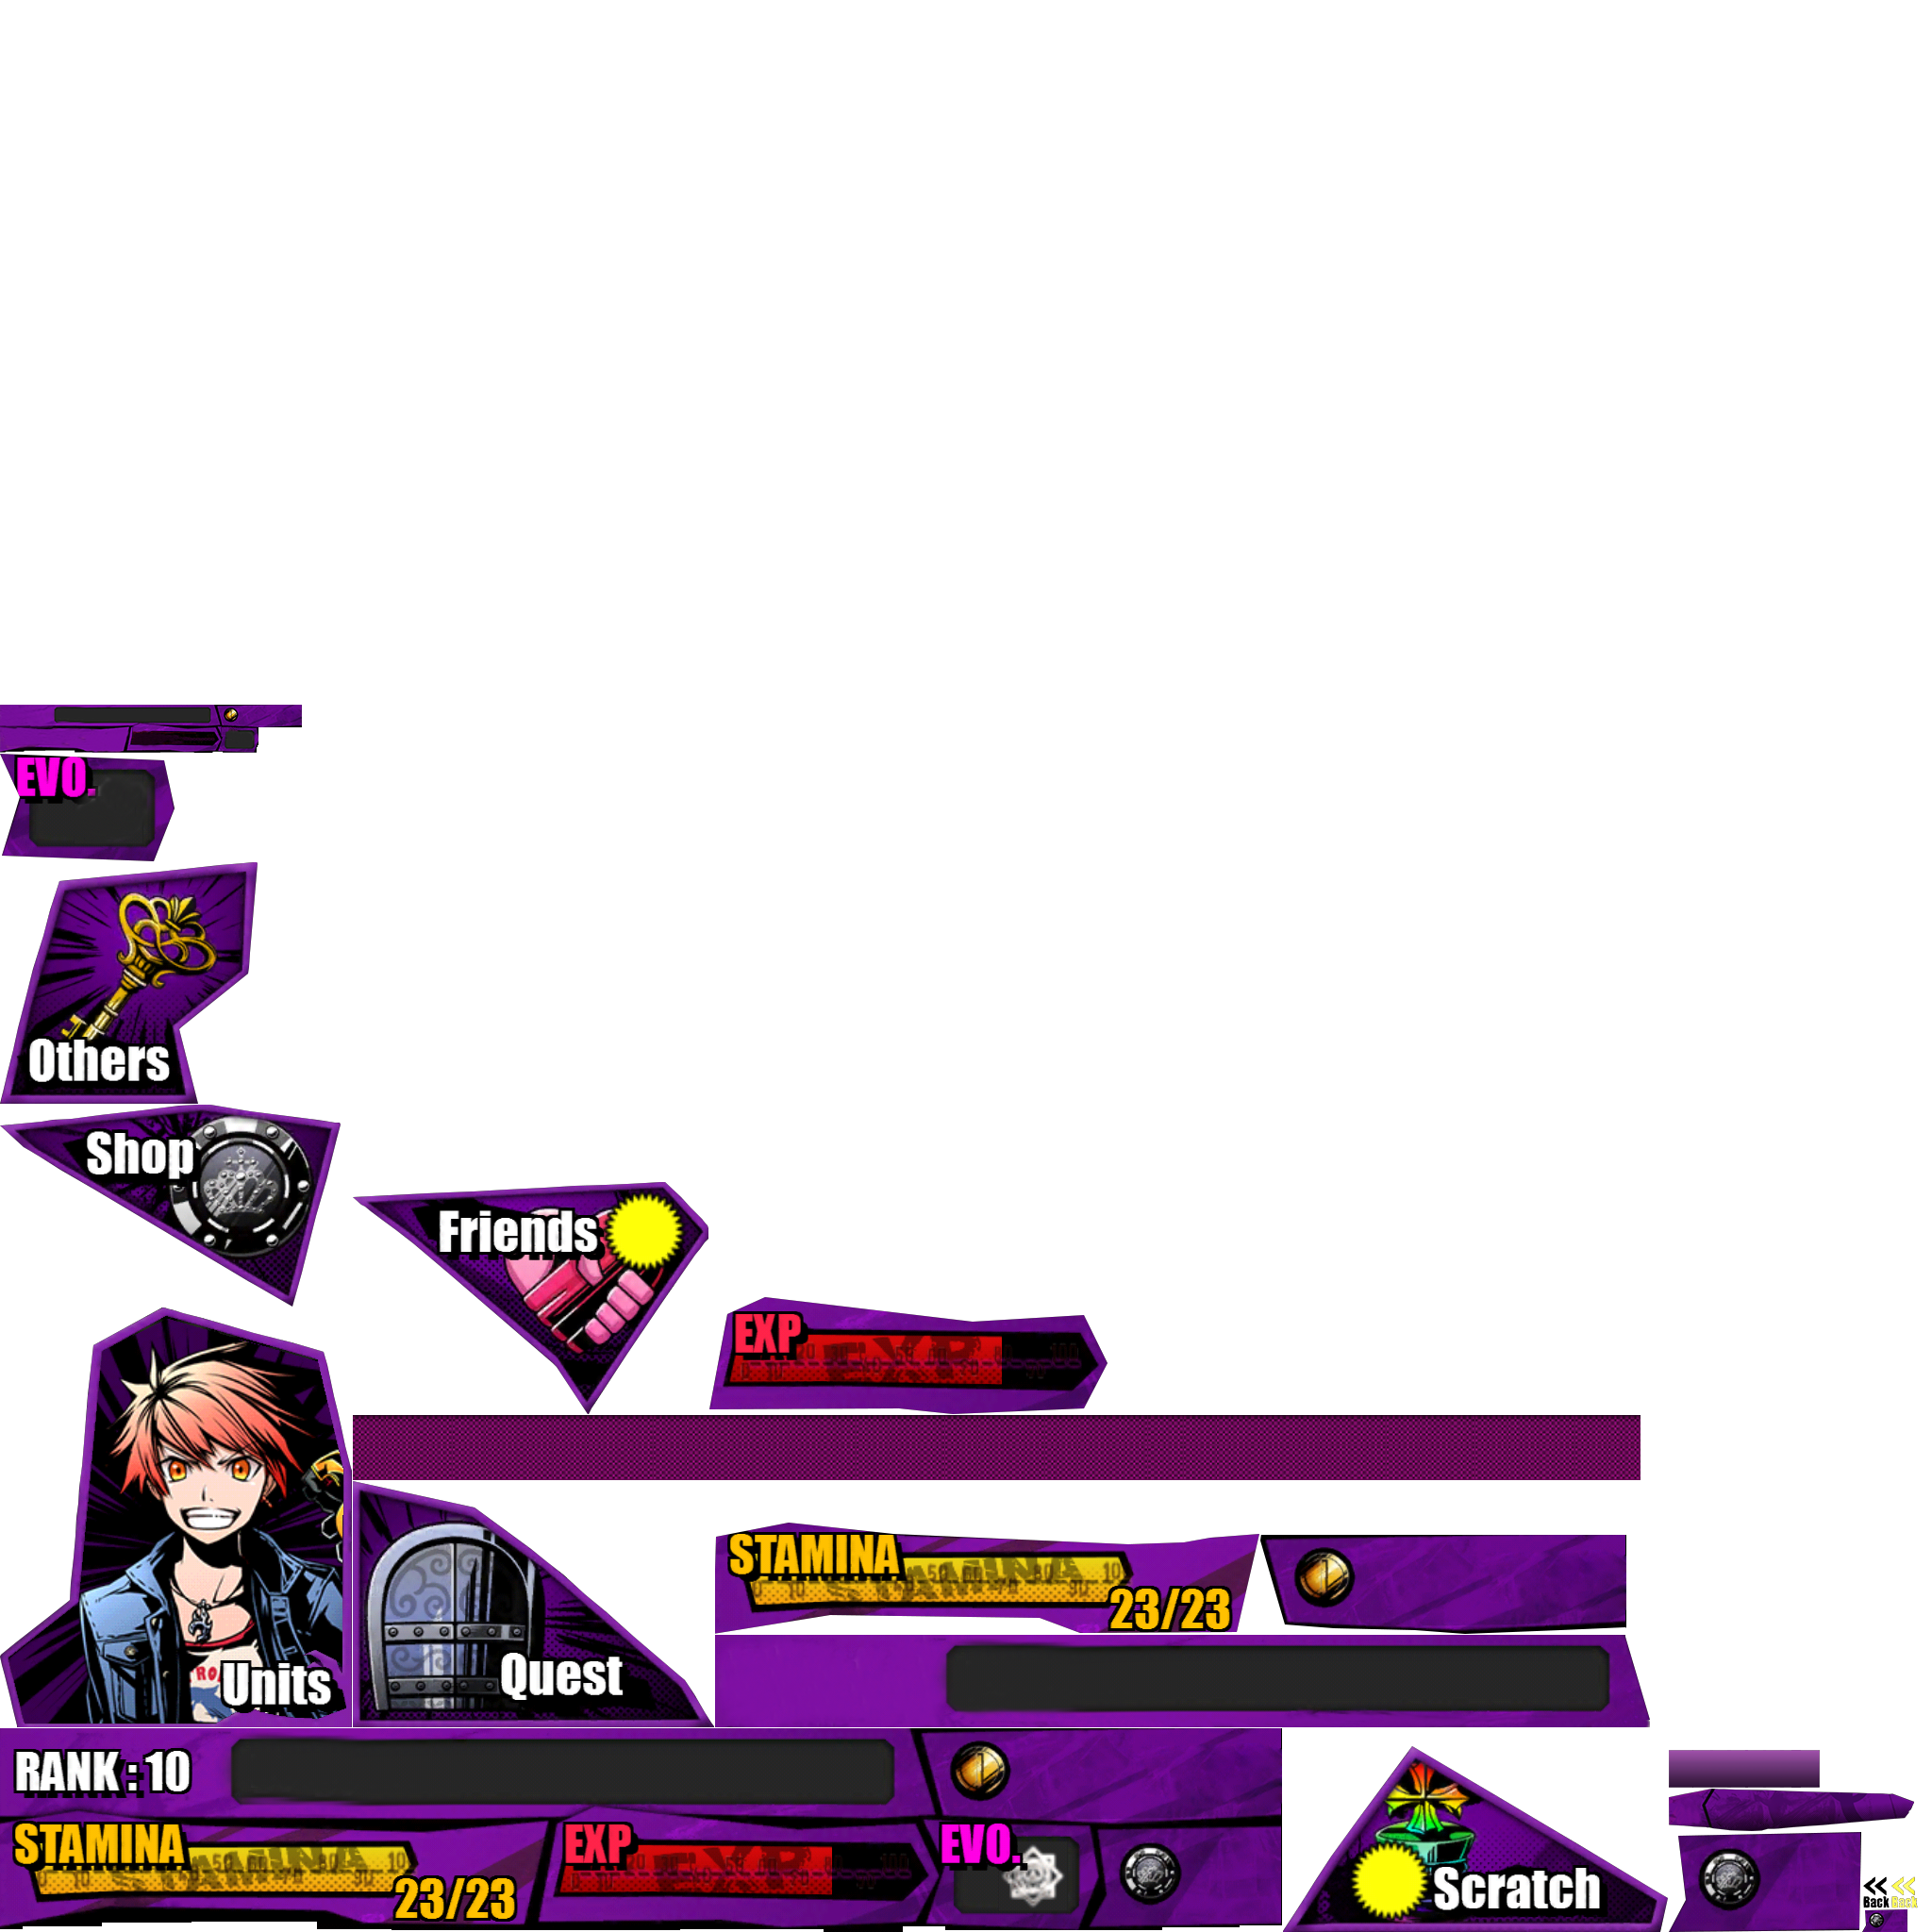 EVO.
Others
Shop
Friends
EXP
STAMINA
23/23
Units
Quest
RANK : 10
STAMINA
23/23
EXP
EVO.
Scratch
Back Back